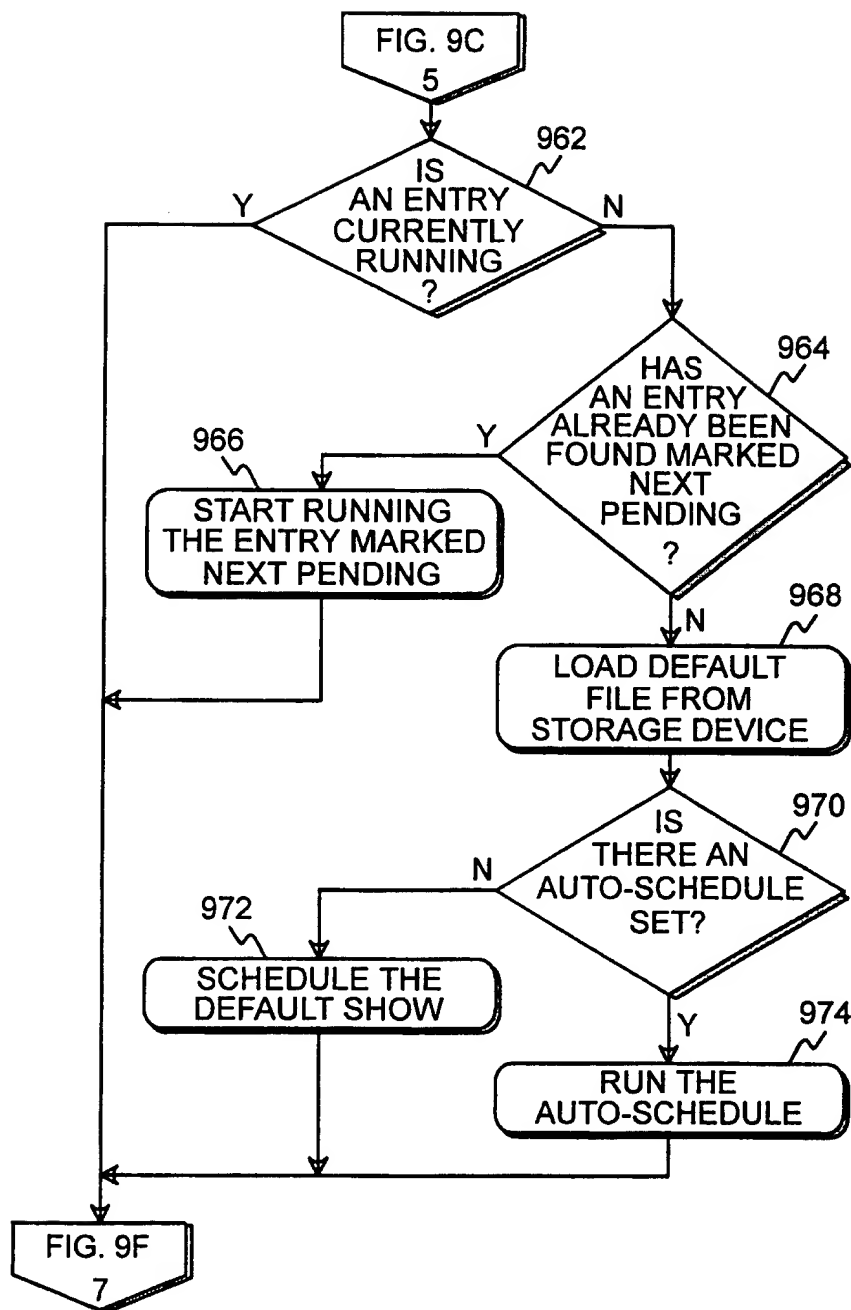 FIG. 9C
5
962
IS
AN ENTRY
CURRENTLY
RUNNING
?
Y
N
964
HAS
AN ENTRY
ALREADY BEEN
FOUND MARKED
NEXT
PENDING
?
Y
966
START RUNNING
THE ENTRY MARKED
NEXT PENDING
N
968
LOAD DEFAULT
FILE FROM
STORAGE DEVICE
970
IS
THERE AN
AUTO-SCHEDULE
SET?
N
972
SCHEDULE THE
DEFAULT SHOW
Y
974
RUN THE
AUTO-SCHEDULE
FIG. 9F
7